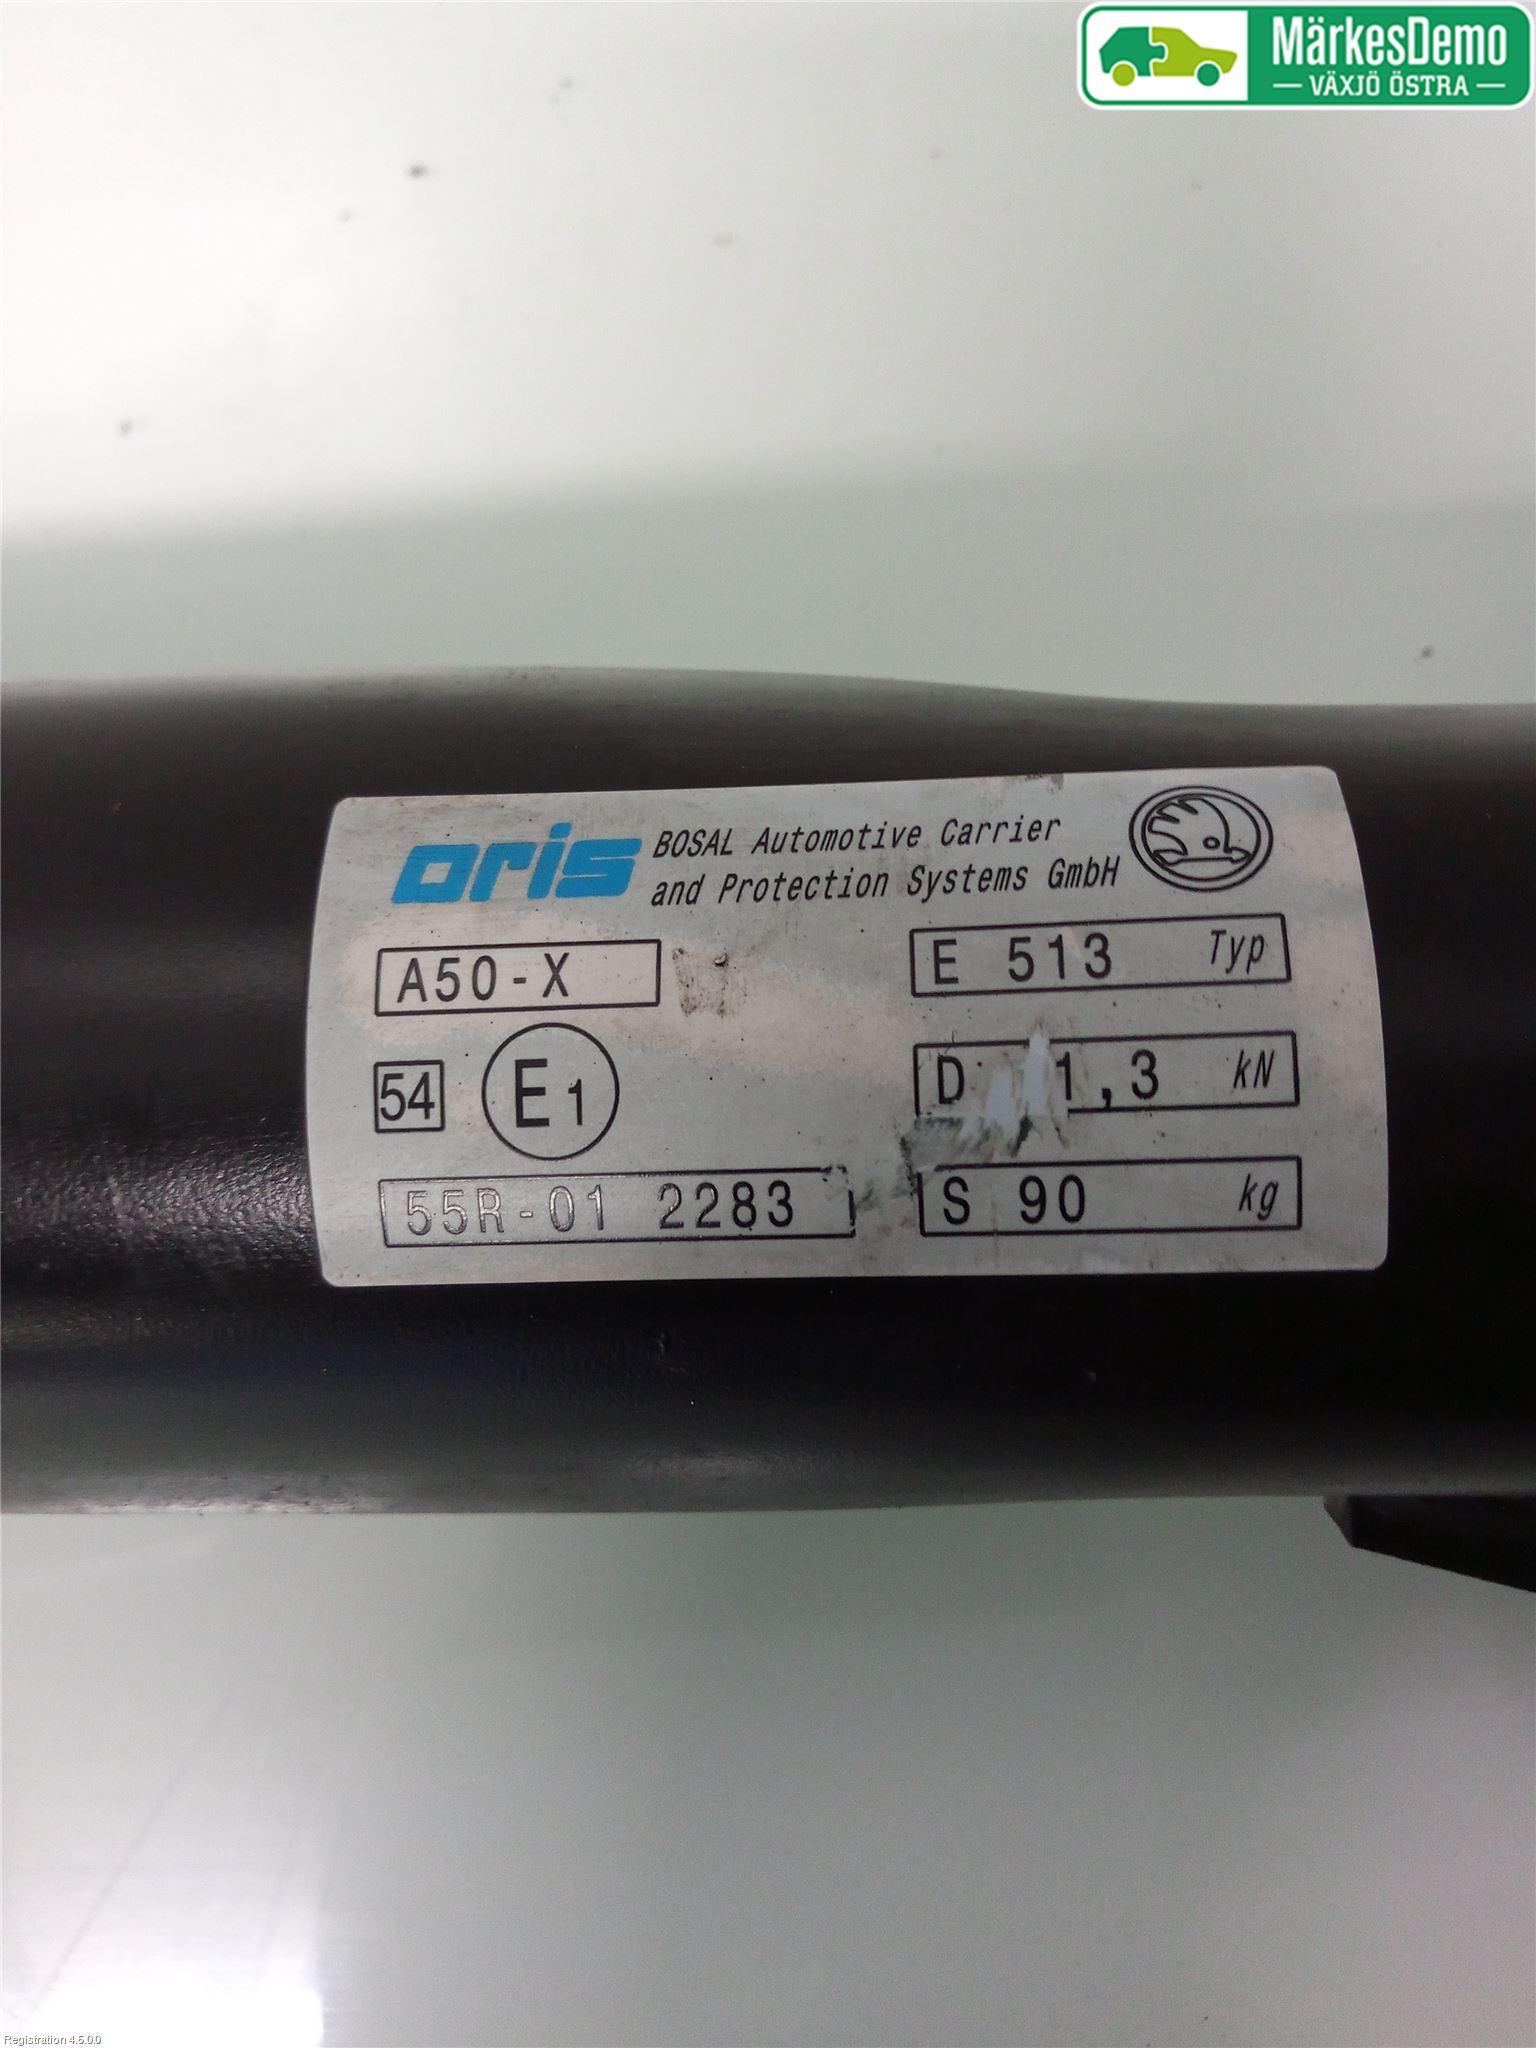 MärkesDemo
VÄXJÖ ÖSTRA
oris BOSAL Automotive Carrier
and Protection Systems GmbH
A50-X
E 513 Typ
54
E1
D 1,3 kN
55R-01 2283
S 90 kg
Registration 4.5.0.0